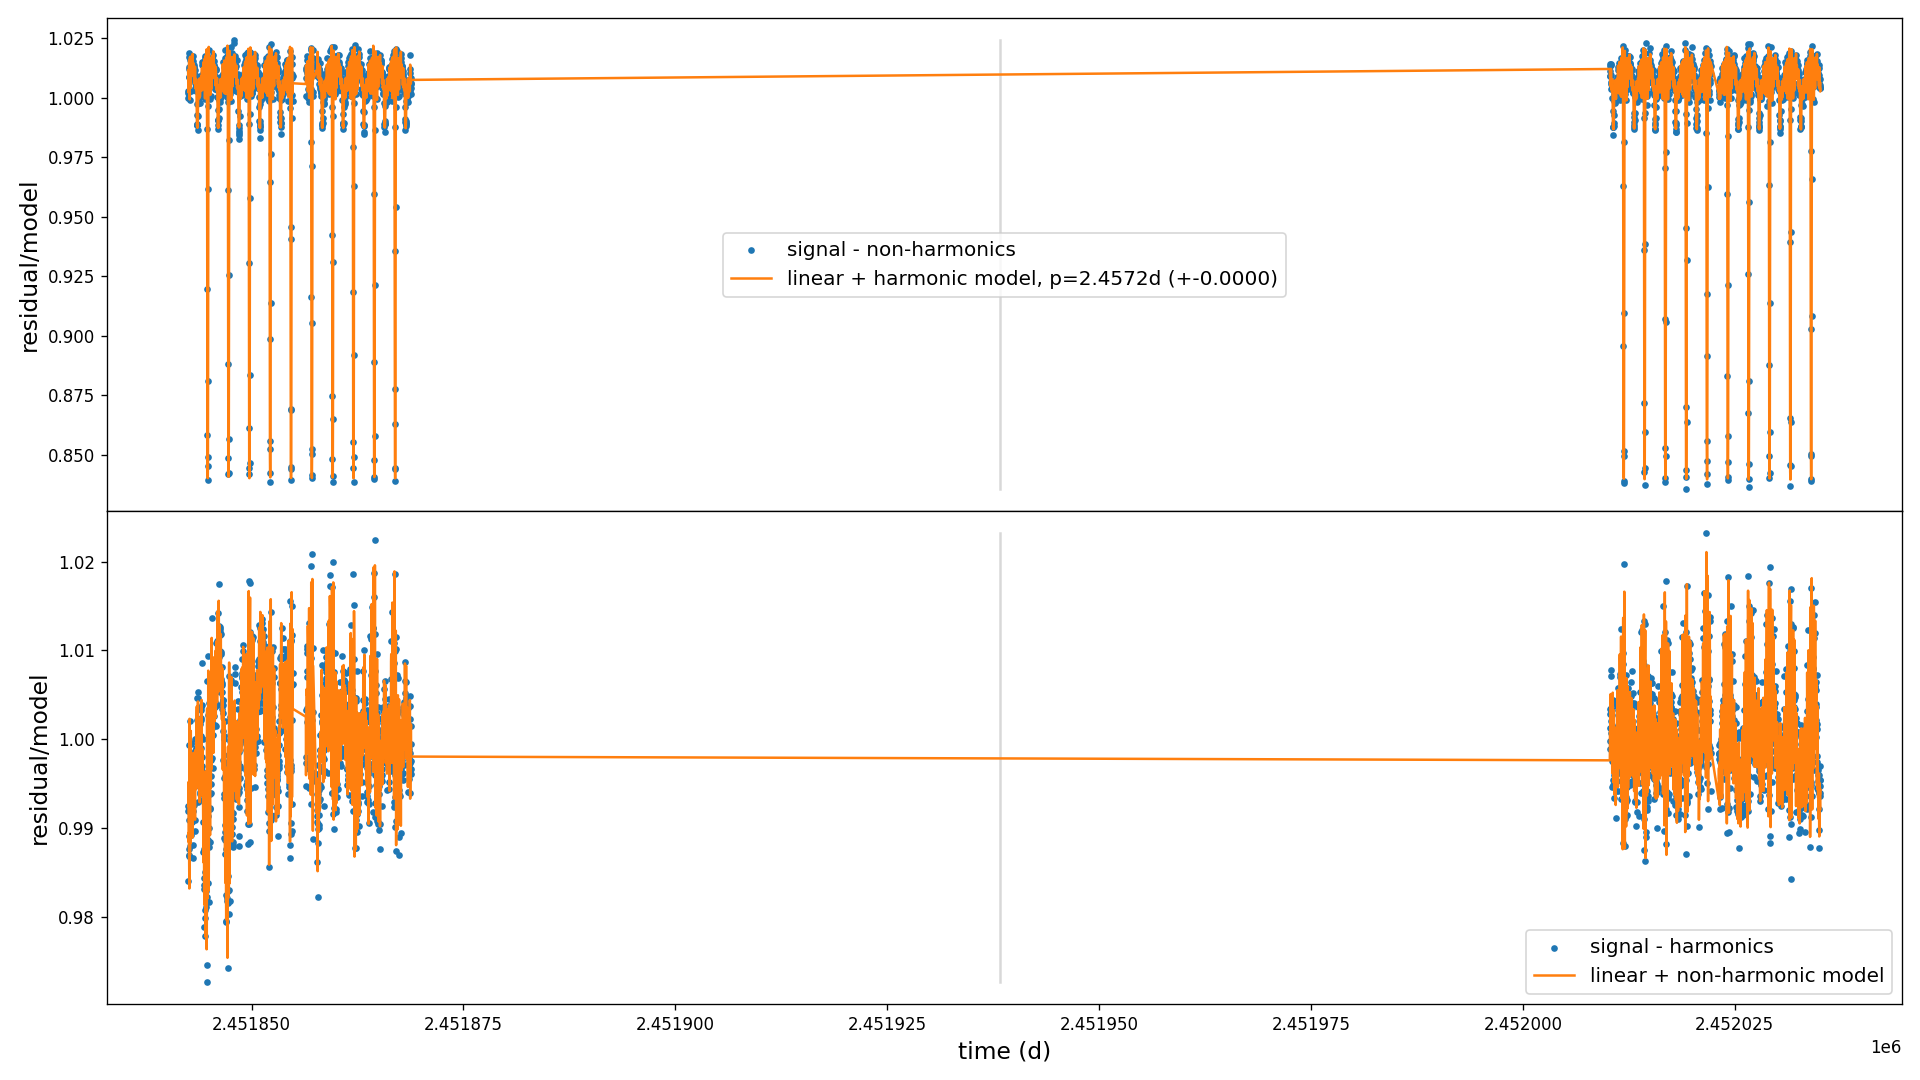 1.025
1.000
0.975
0.950
0.925
0.900
0.875
0.850
residual/model
signal - non-harmonics
linear + harmonic model, p=2.4572d (+-0.0000)
1.02
1.01
1.00
0.99
0.98
residual/model
signal - harmonics
linear + non-harmonic model
2.451850
2.451875
2.451900
2.451925
2.451950
2.451975
2.452000
2.452025
1e6
time (d)